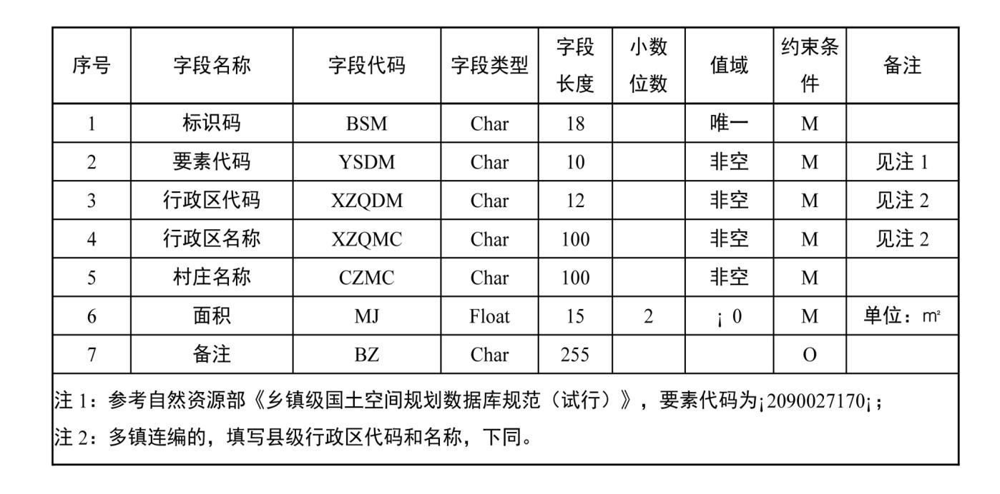 序号 字段名称 字段代码 字段类型 字段长度 小数位数 值域 约束条件 备注
1 标识码 BSM Char 18 唯一 M
2 要素代码 YSDM Char 10 非空 M 见注 1
3 行政区代码 XZQDM Char 12 非空 M 见注 2
4 行政区名称 XZQMC Char 100 非空 M 见注 2
5 村庄名称 CZMC Char 100 非空 M
6 面积 MJ Float 15 2 ¡ 0 M 单位：㎡
7 备注 BZ Char 255 O
注 1：参考自然资源部《乡镇级国土空间规划数据库规范（试行）》，要素代码为¡2090027170¡；
注 2：多镇连编的，填写县级行政区代码和名称，下同。